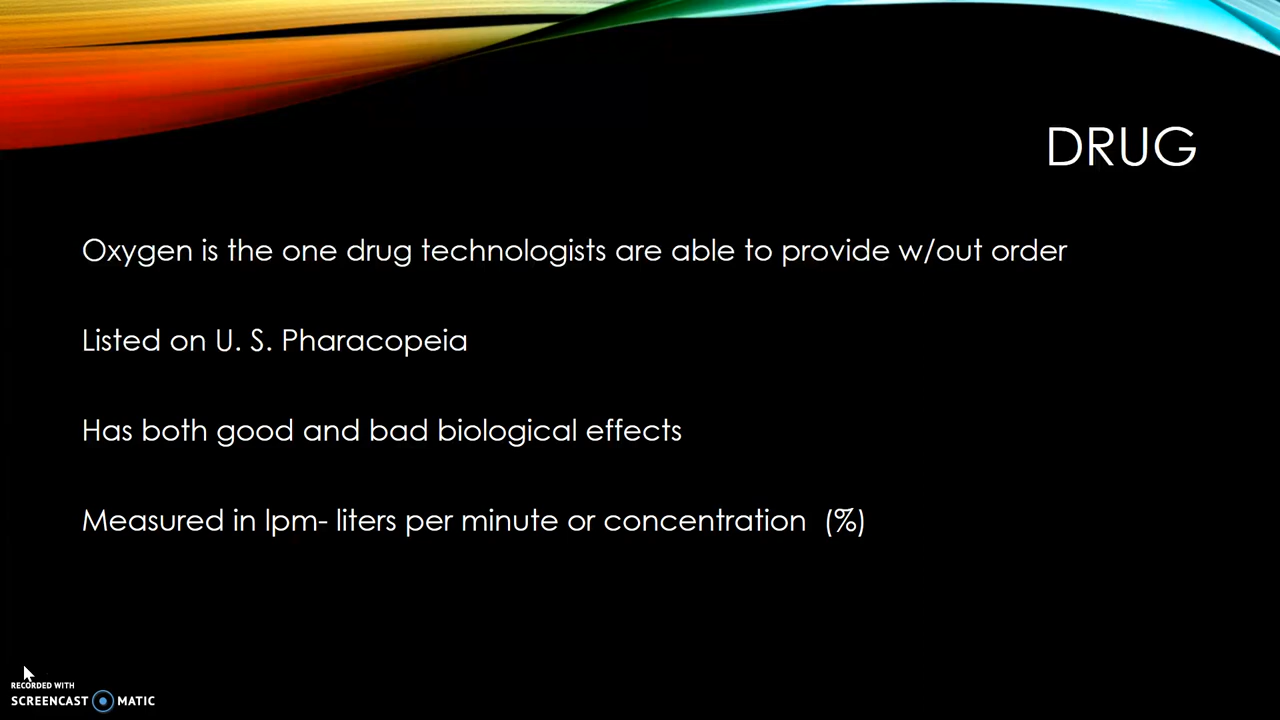 DRUG
Oxygen is the one drug technologists are able to provide w/out order
Listed on U. S. Pharacopeia
Has both good and bad biological effects
Measured in lpm- liters per minute or concentration (%)
RECORDED WITH
SCREENCAST MATIC